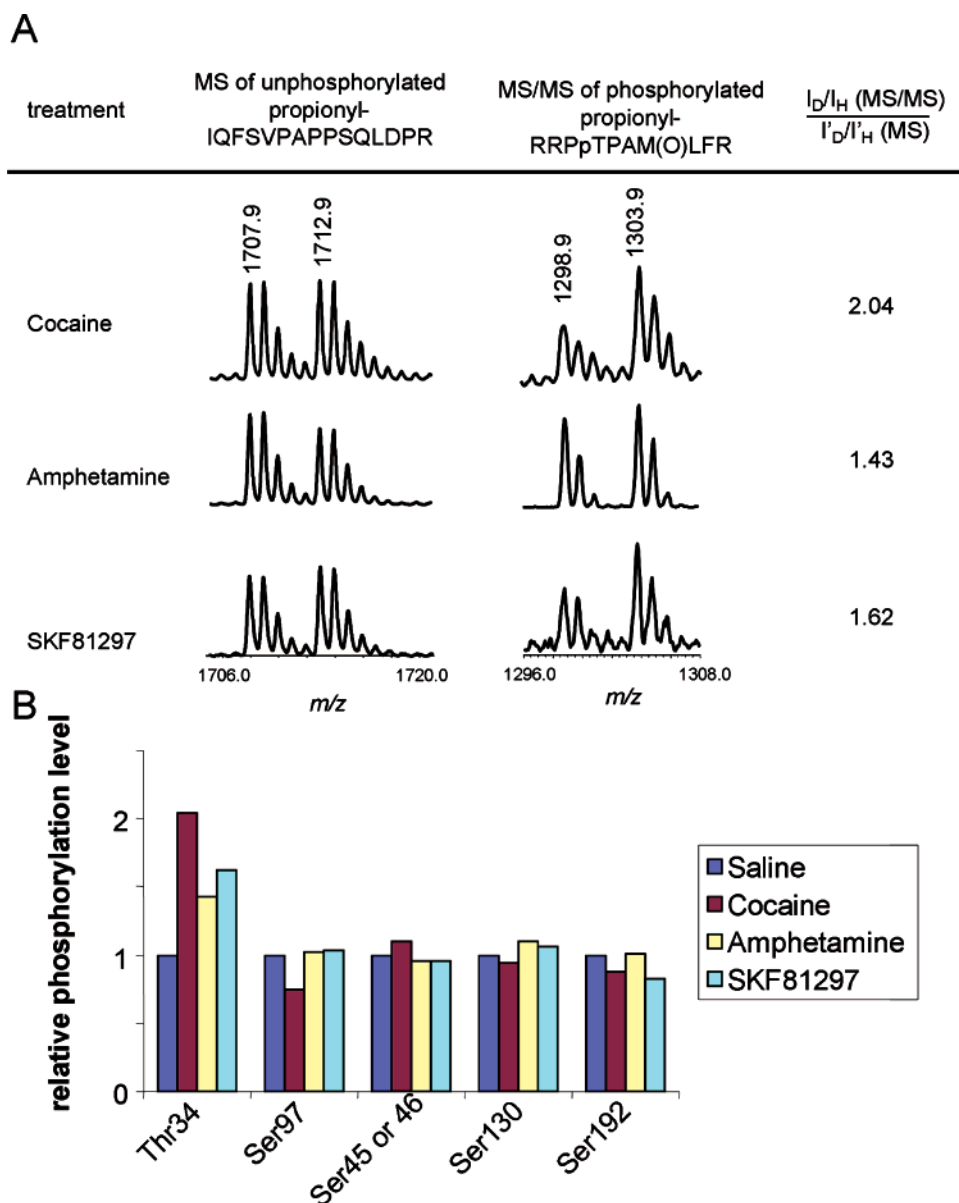 A
treatment
MS of unphosphorylated
propionyl-
IQFSVPAPPSQLDPR
MS/MS of phosphorylated
propionyl-
RRPpTPAM(O)LFR
I_D/I_H (MS/MS)
I'_D/I'_H (MS)
1707.9
1712.9
1298.9
1303.9
Cocaine
2.04
Amphetamine
1.43
SKF81297
1.62
1706.0
1720.0
1296.0
1308.0
m/z
m/z
B
relative phosphorylation level
2
1
0
Thr34
Ser97
Ser45 or 46
Ser130
Ser192
Saline
Cocaine
Amphetamine
SKF81297